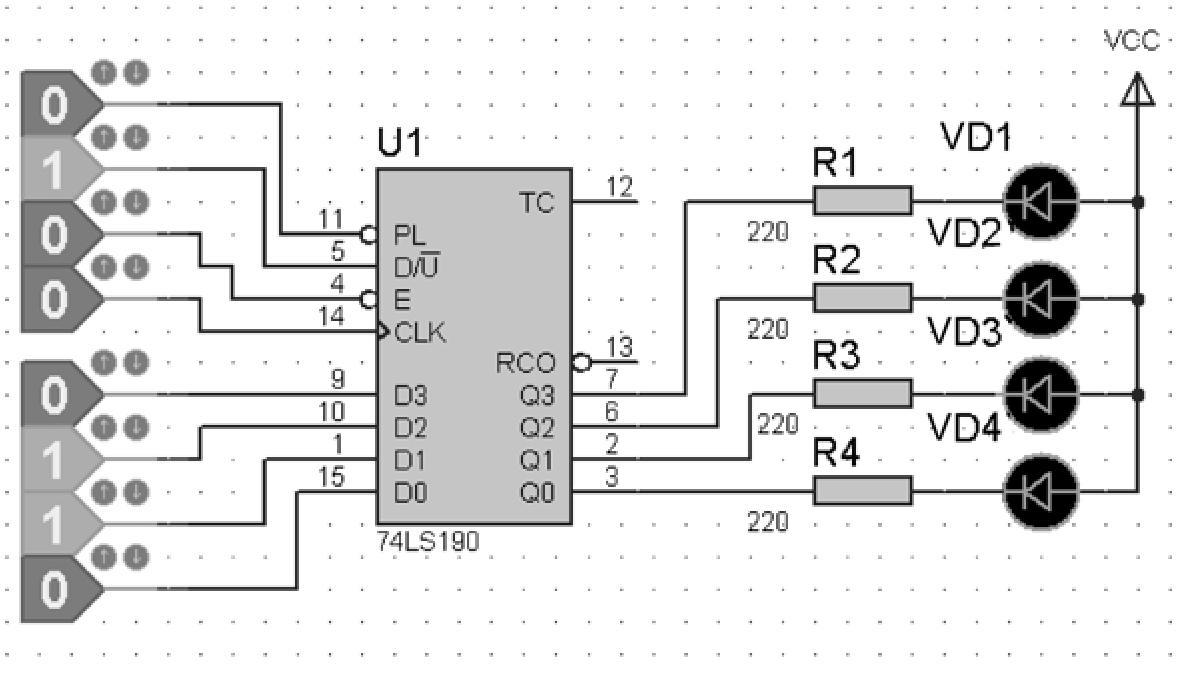 VCC
0
1
0
0
0
1
1
0
U1
11
5
4
14
9
10
1
15
PL
D/U̅
E
CLK
D3
D2
D1
D0
TC
RCO
Q3
Q2
Q1
Q0
12
13
7
6
2
3
74LS190
R1
220
R2
220
R3
220
R4
220
VD1
VD2
VD3
VD4